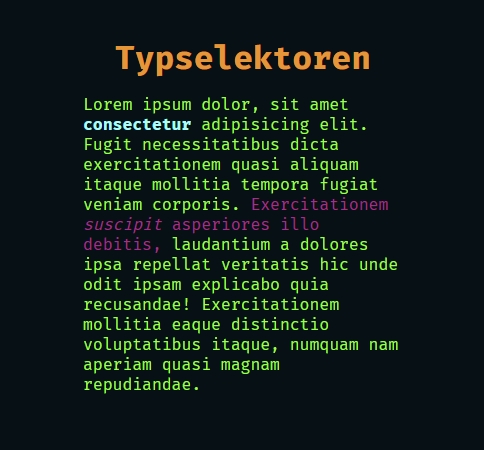 Typselektoren
Lorem ipsum dolor, sit amet
consectetur adipisicing elit.
Fugit necessitatibus dicta
exercitationem quasi aliquam
itaque mollitia tempora fugiat
veniam corporis. Exercitationem
suscipit asperiores illo
debitis, laudantium a dolores
ipsa repellat veritatis hic unde
odit ipsam explicabo quia
recusandae! Exercitationem
mollitia eaque distinctio
voluptatibus itaque, numquam nam
aperiam quasi magnam
repudiandae.